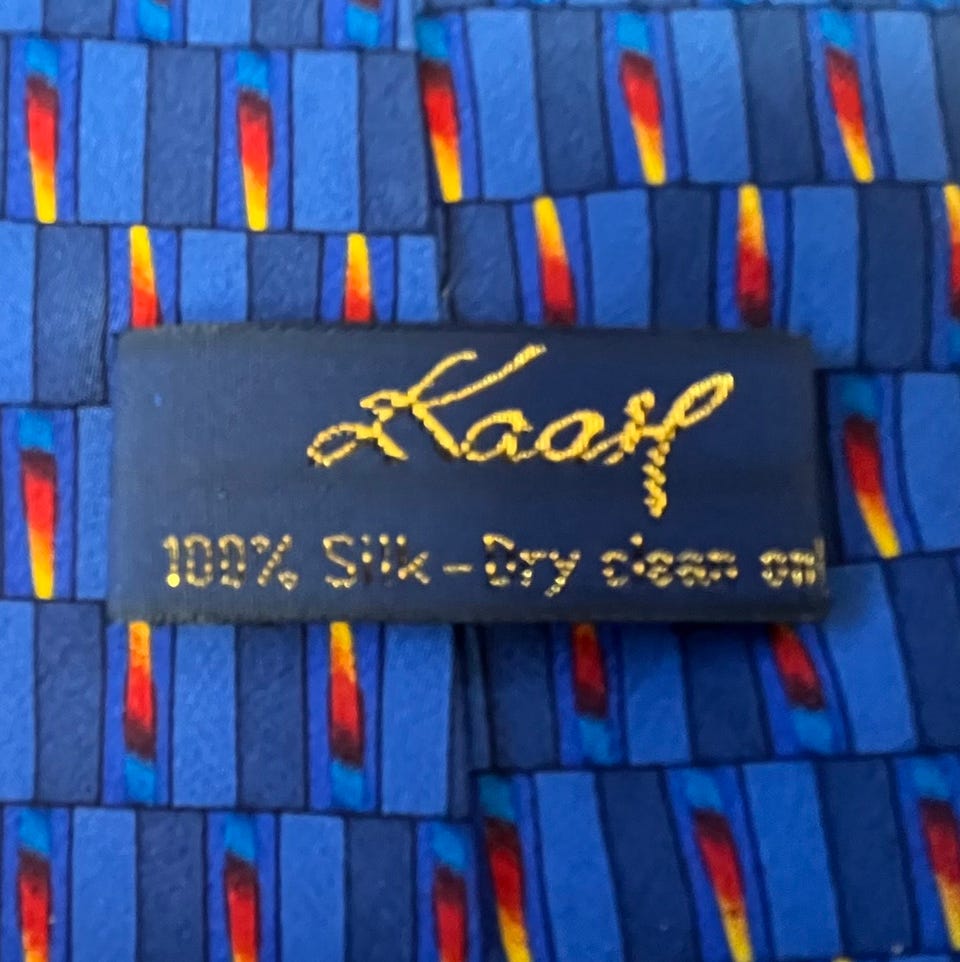 100% Silk - Dry clean onl